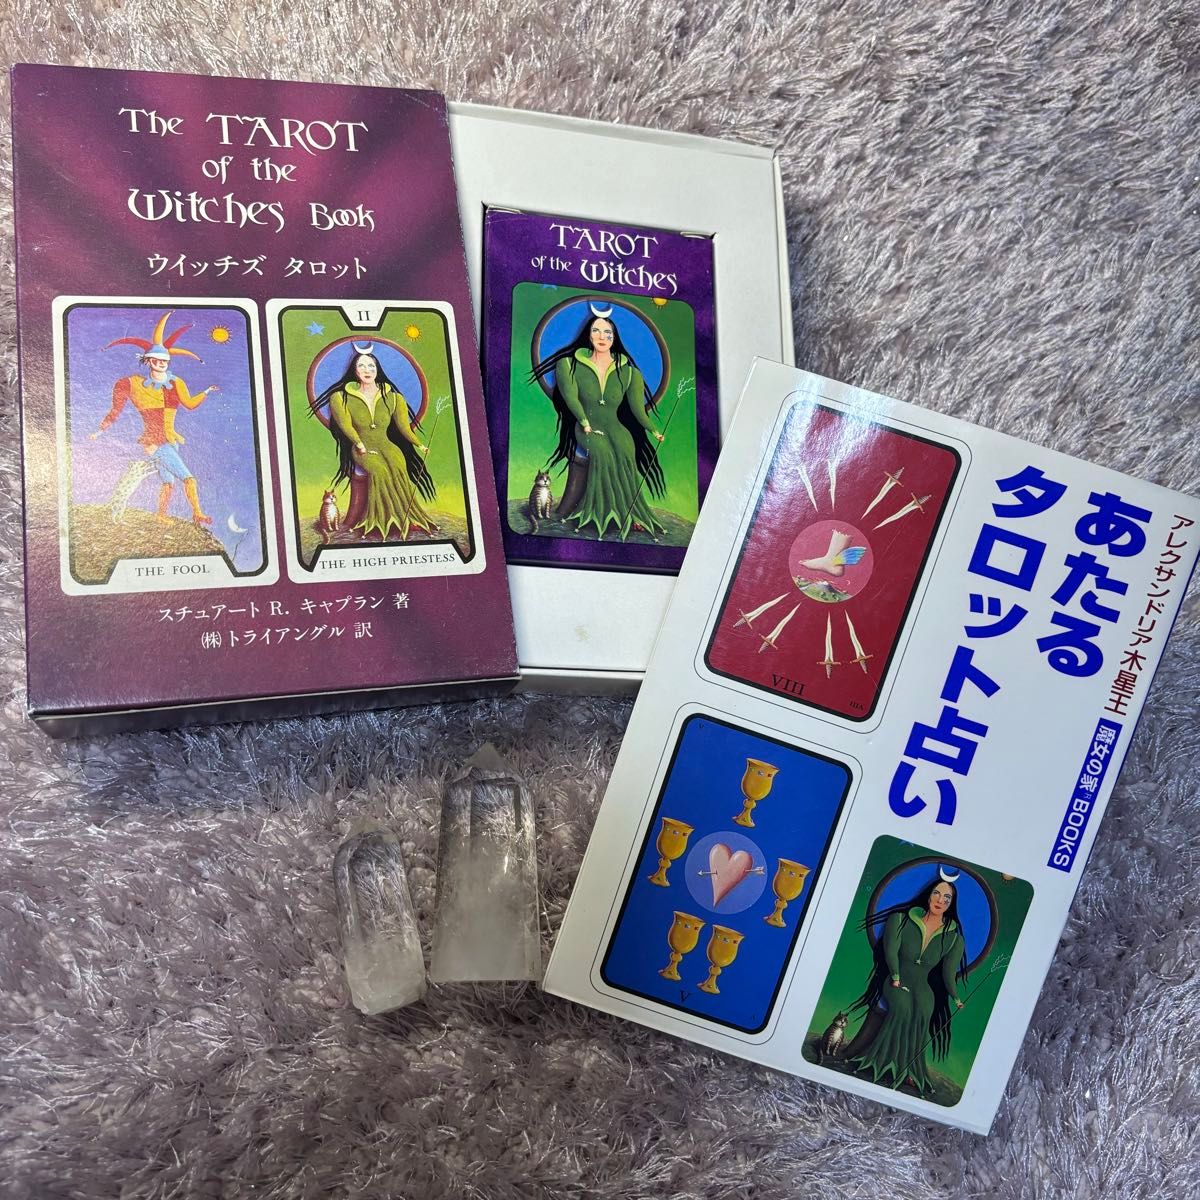 The TAROT
of the
Witches Book
ウイッチズ タロット
II
THE FOOL
THE HIGH PRIESTESS
スチュアート R. キャプラン 著
(株)トライアングル 訳
TAROT
of the Witches
アレクサンドリア木星王
魔女の家BOOKS
あたる
タロット占い
VIII
VIII
V
V